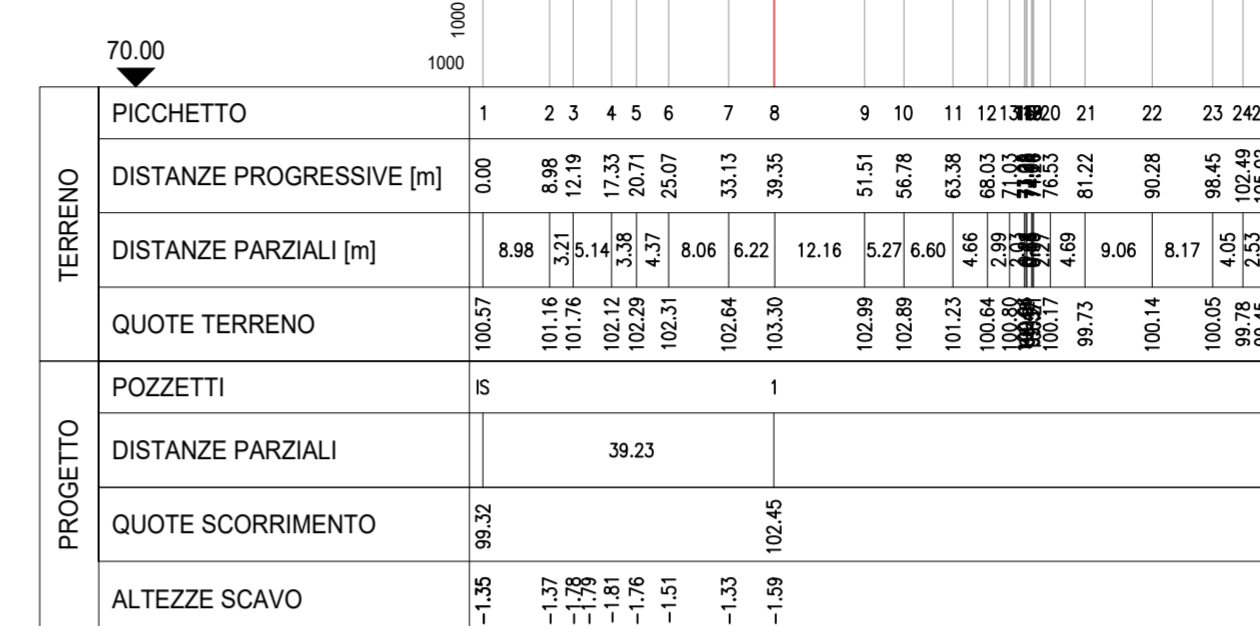 1000
70.00
1000
TERRENO
PICCHETTO 1 2 3 4 5 6 7 8 9 10 11 12 13 20 21 22 23 24
DISTANZE PROGRESSIVE [m] 0.00 8.98 12.19 17.33 20.71 25.07 33.13 39.35 51.51 56.78 63.38 68.03 71.03 76.53 81.22 90.28 98.45 102.49
DISTANZE PARZIALI [m] 8.98 3.21 5.14 3.38 4.37 8.06 6.22 12.16 5.27 6.60 4.66 2.99 2.27 4.69 9.06 8.17 4.05 2.53
QUOTE TERRENO 100.57 101.16 101.76 102.12 102.29 102.31 102.64 103.30 102.99 102.89 101.23 100.64 100.80 100.17 99.73 100.14 100.05 99.78
PROGETTO
POZZETTI IS 1
DISTANZE PARZIALI 39.23
QUOTE SCORRIMENTO 99.32 102.45
ALTEZZE SCAVO -1.35 -1.37 -1.78 -1.79 -1.81 -1.76 -1.51 -1.33 -1.59